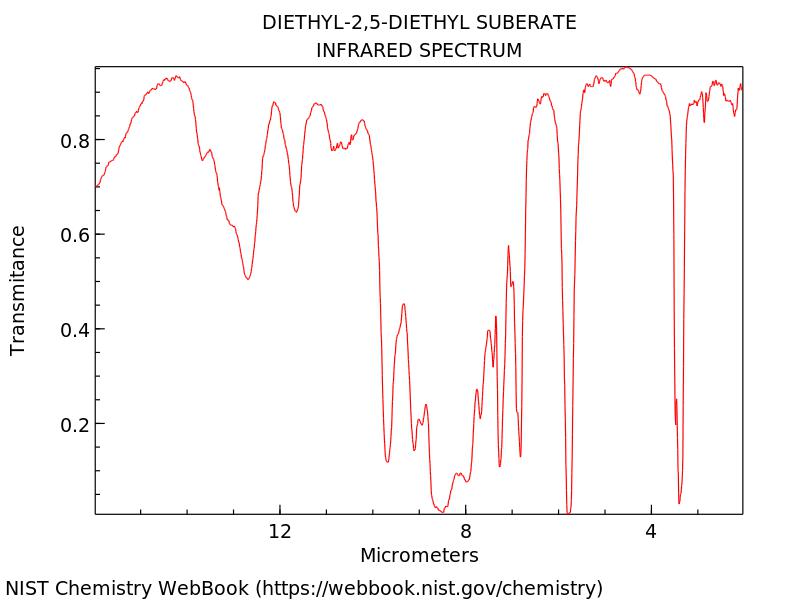 DIETHYL-2,5-DIETHYL SUBERATE
INFRARED SPECTRUM
Transmitance
0.8
0.6
0.4
0.2
12
8
4
Micrometers
NIST Chemistry WebBook (https://webbook.nist.gov/chemistry)